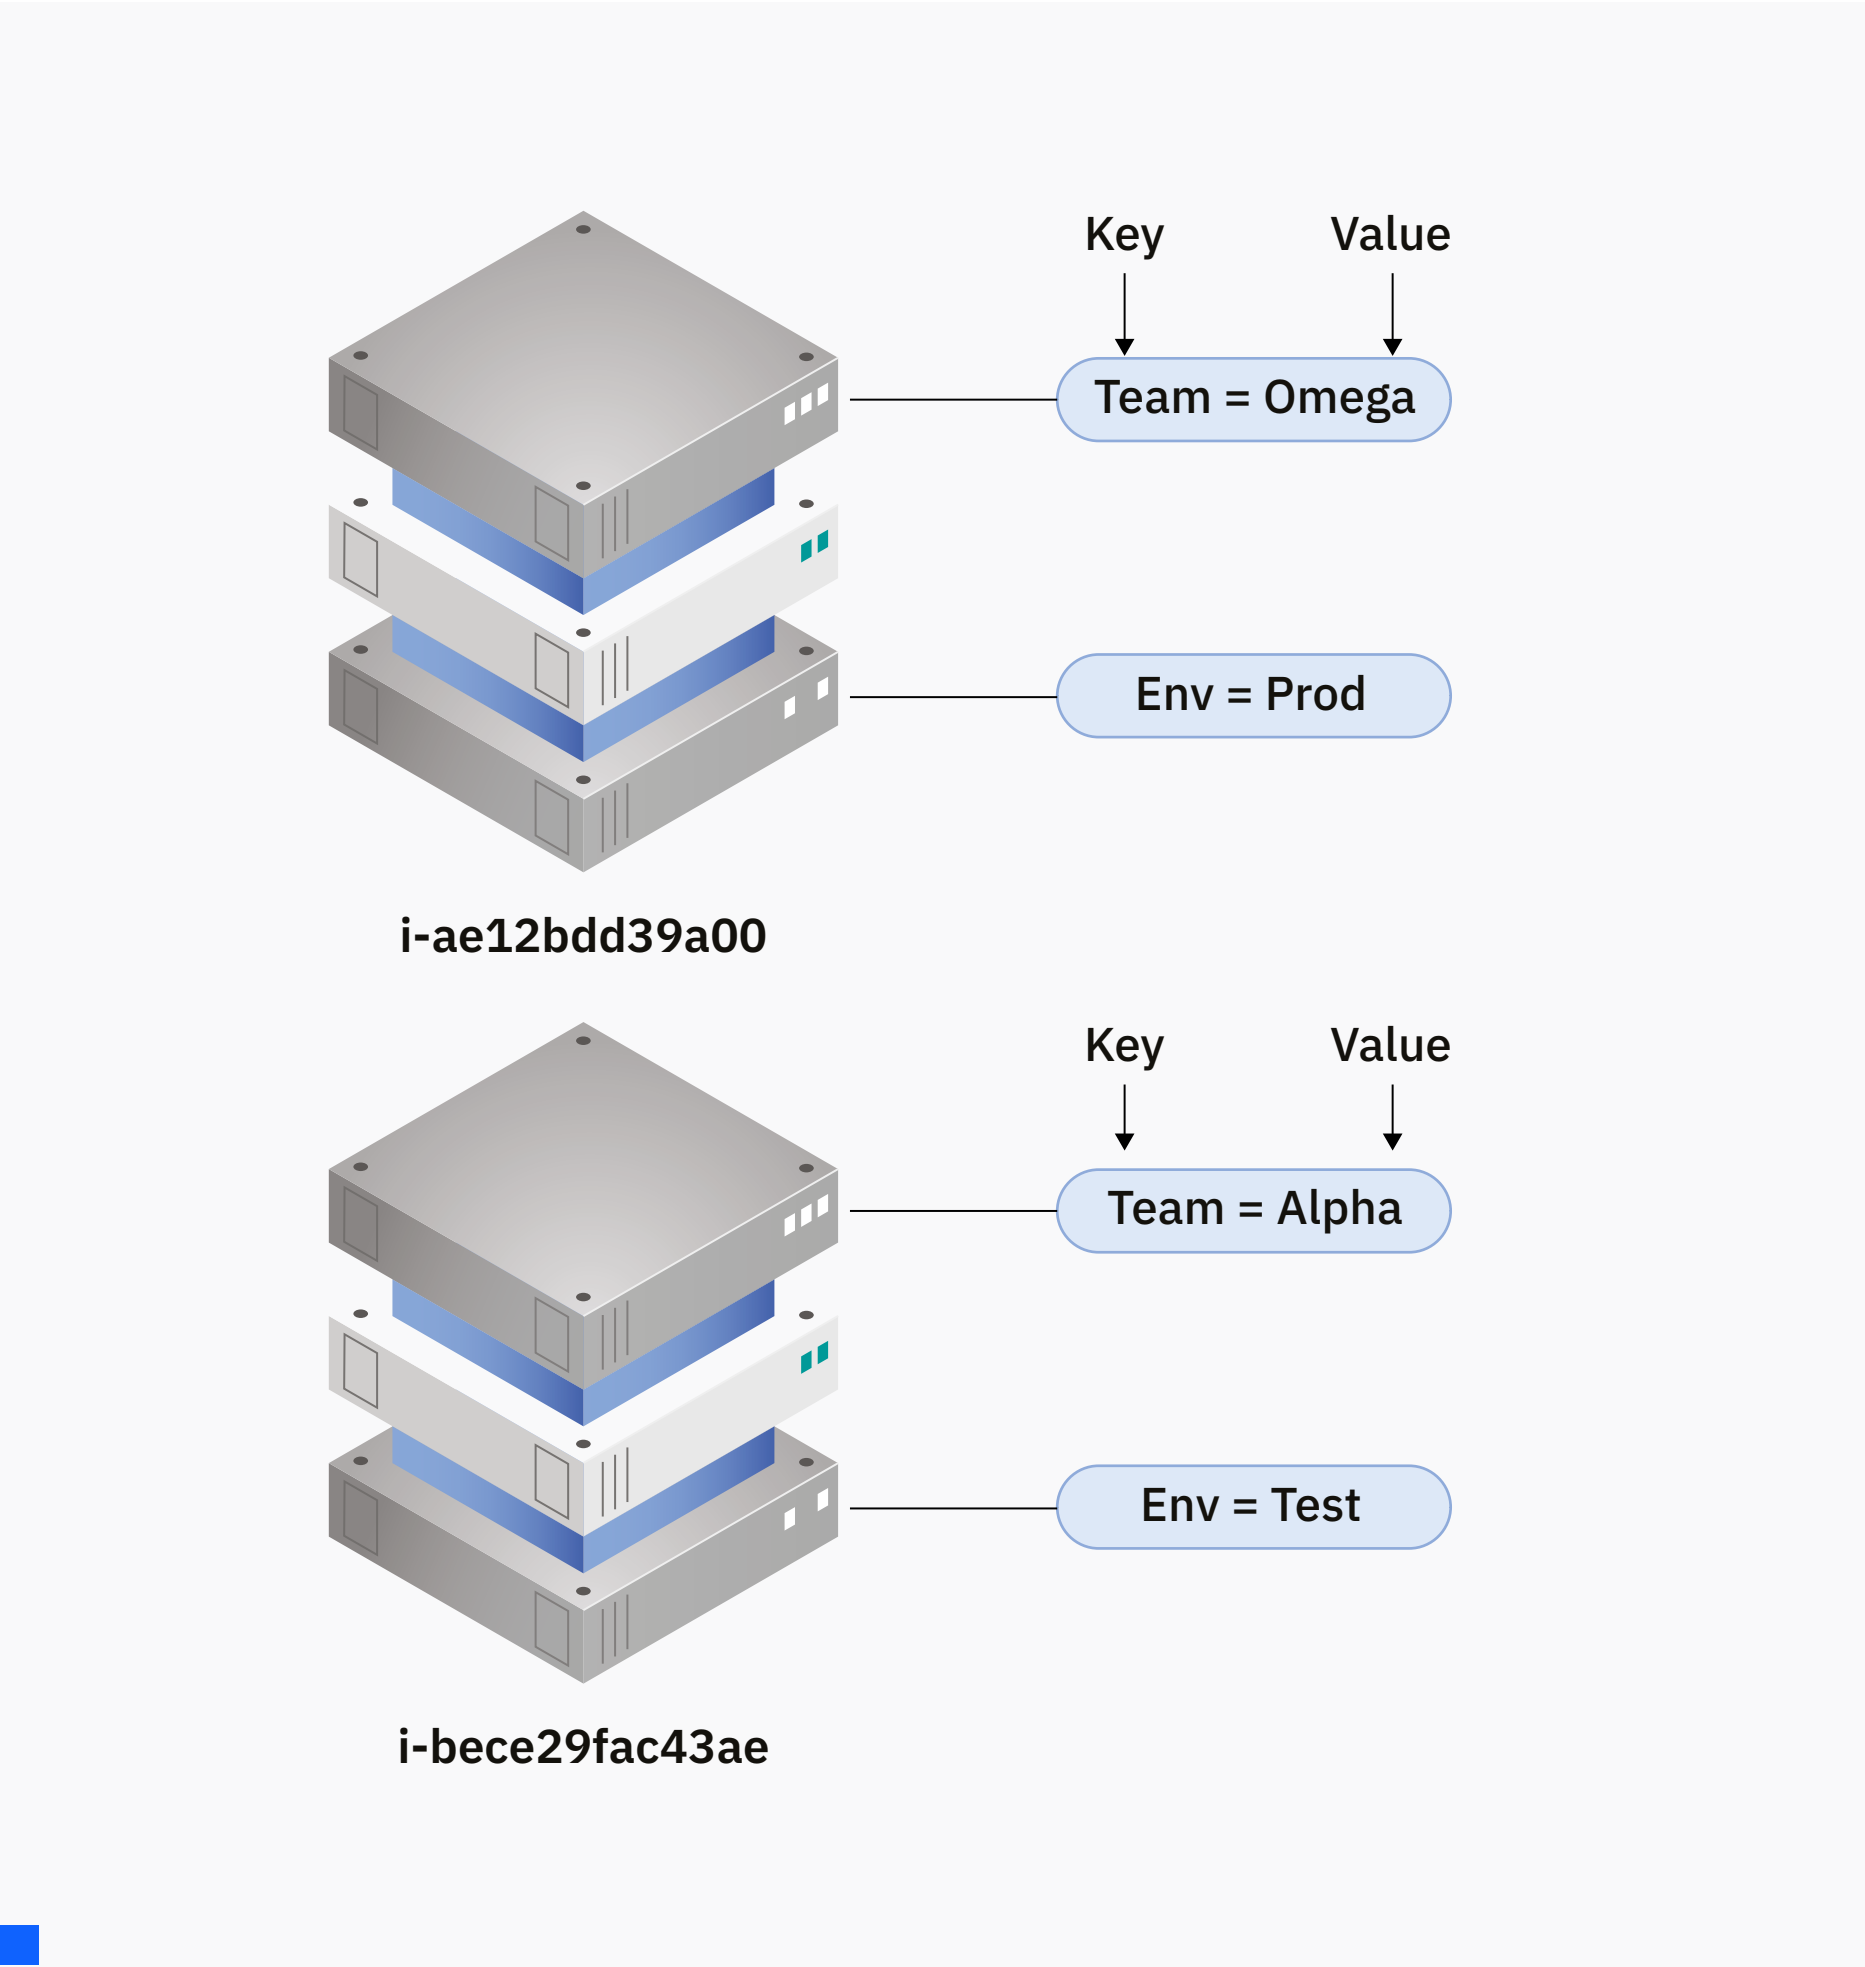 Key Value
Team = Omega
Env = Prod
i-ae12bdd39a00
Key Value
Team = Alpha
Env = Test
i-bece29fac43ae